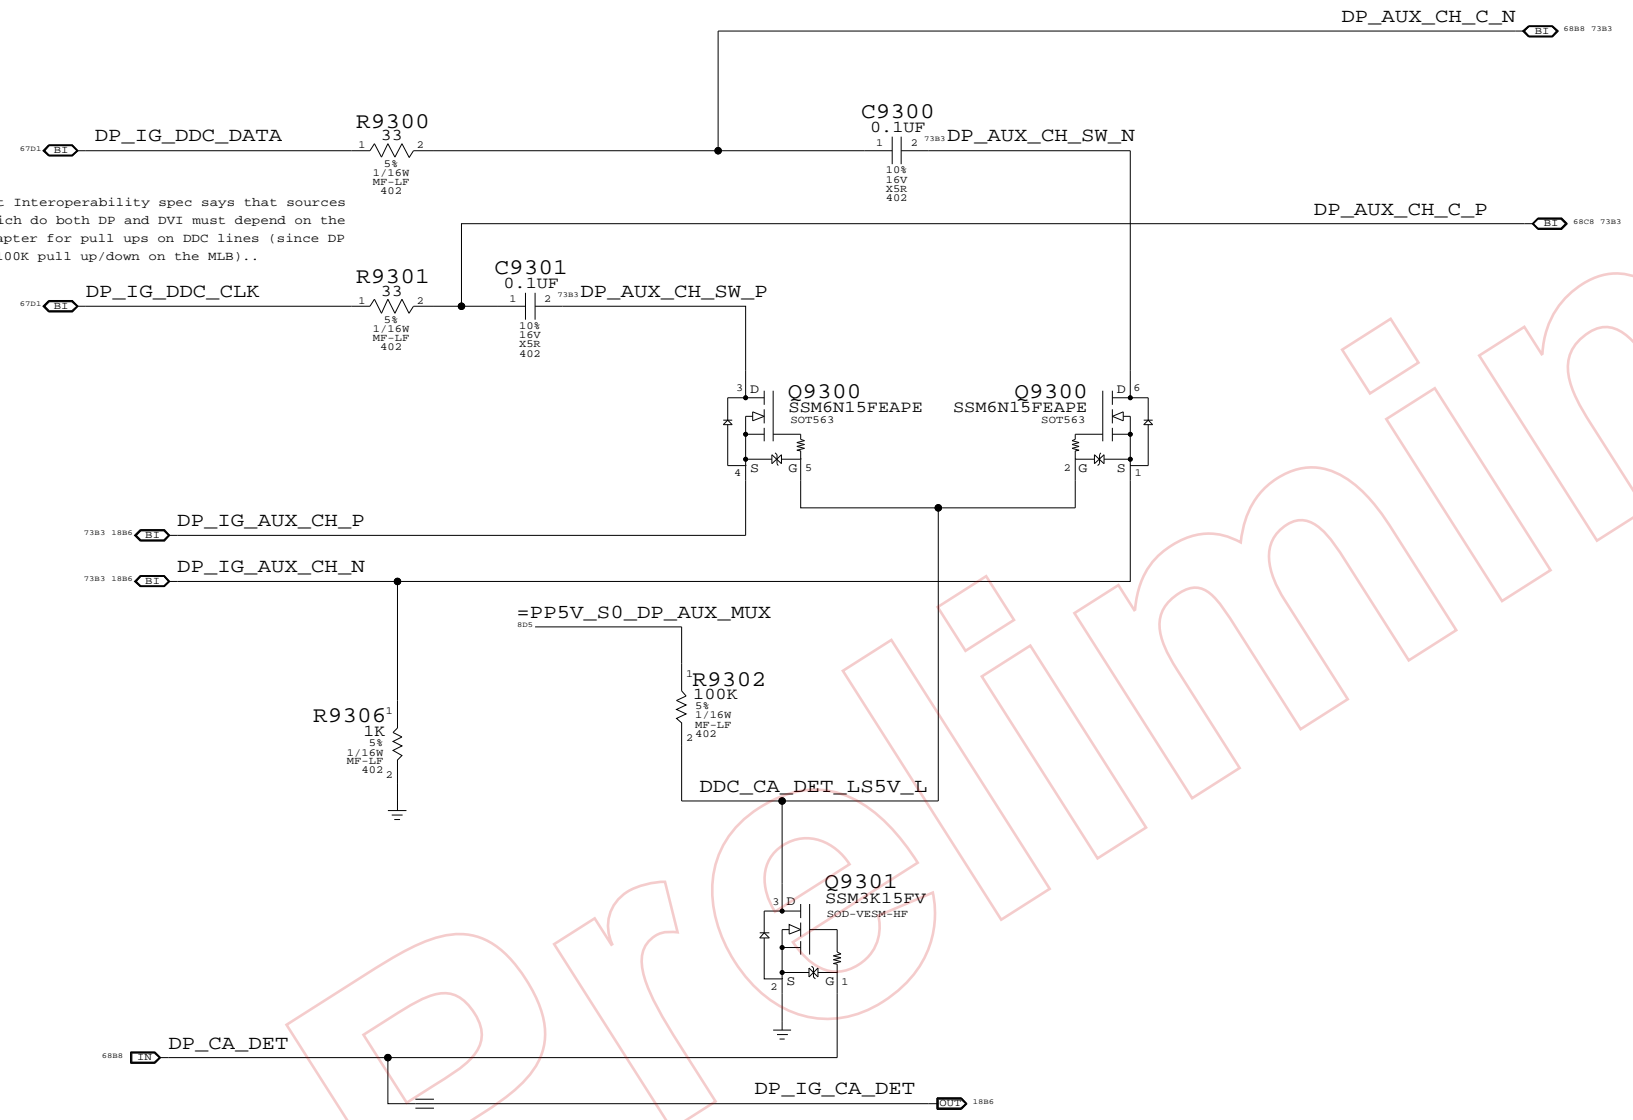 DP_AUX_CH_C_N
BI 68B8 73B3
C9300
0.1UF
1 2 73B3 DP_AUX_CH_SW_N
10%
16V
X5R
402
R9300
33
1 2
5%
1/16W
MF-LF
402
67D1 BI DP_IG_DDC_DATA
t Interoperability spec says that sources
ich do both DP and DVI must depend on the
apter for pull ups on DDC lines (since DP
100K pull up/down on the MLB)..
DP_AUX_CH_C_P
BI 68C8 73B3
67D1 BI DP_IG_DDC_CLK
R9301
33
1 2
5%
1/16W
MF-LF
402
C9301
0.1UF
1 2 73B3 DP_AUX_CH_SW_P
10%
16V
X5R
402
3 D
Q9300
SSM6N15FEAPE
SOT563
4 S G 5
Q9300
SSM6N15FEAPE
SOT563
D 6
2 G S 1
73B3 18B6 BI DP_IG_AUX_CH_P
73B3 18B6 BI DP_IG_AUX_CH_N
=PP5V_S0_DP_AUX_MUX
8D5
1
R9302
100K
5%
1/16W
MF-LF
402
2
R9306
1
1K
5%
1/16W
MF-LF
402
2
DDC_CA_DET_LS5V_L
Q9301
SSM3K15FV
SOD-VESM-HF
3 D
2 S G 1
68B8 IN DP_CA_DET
DP_IG_CA_DET
OUT 18B6
Prelimin